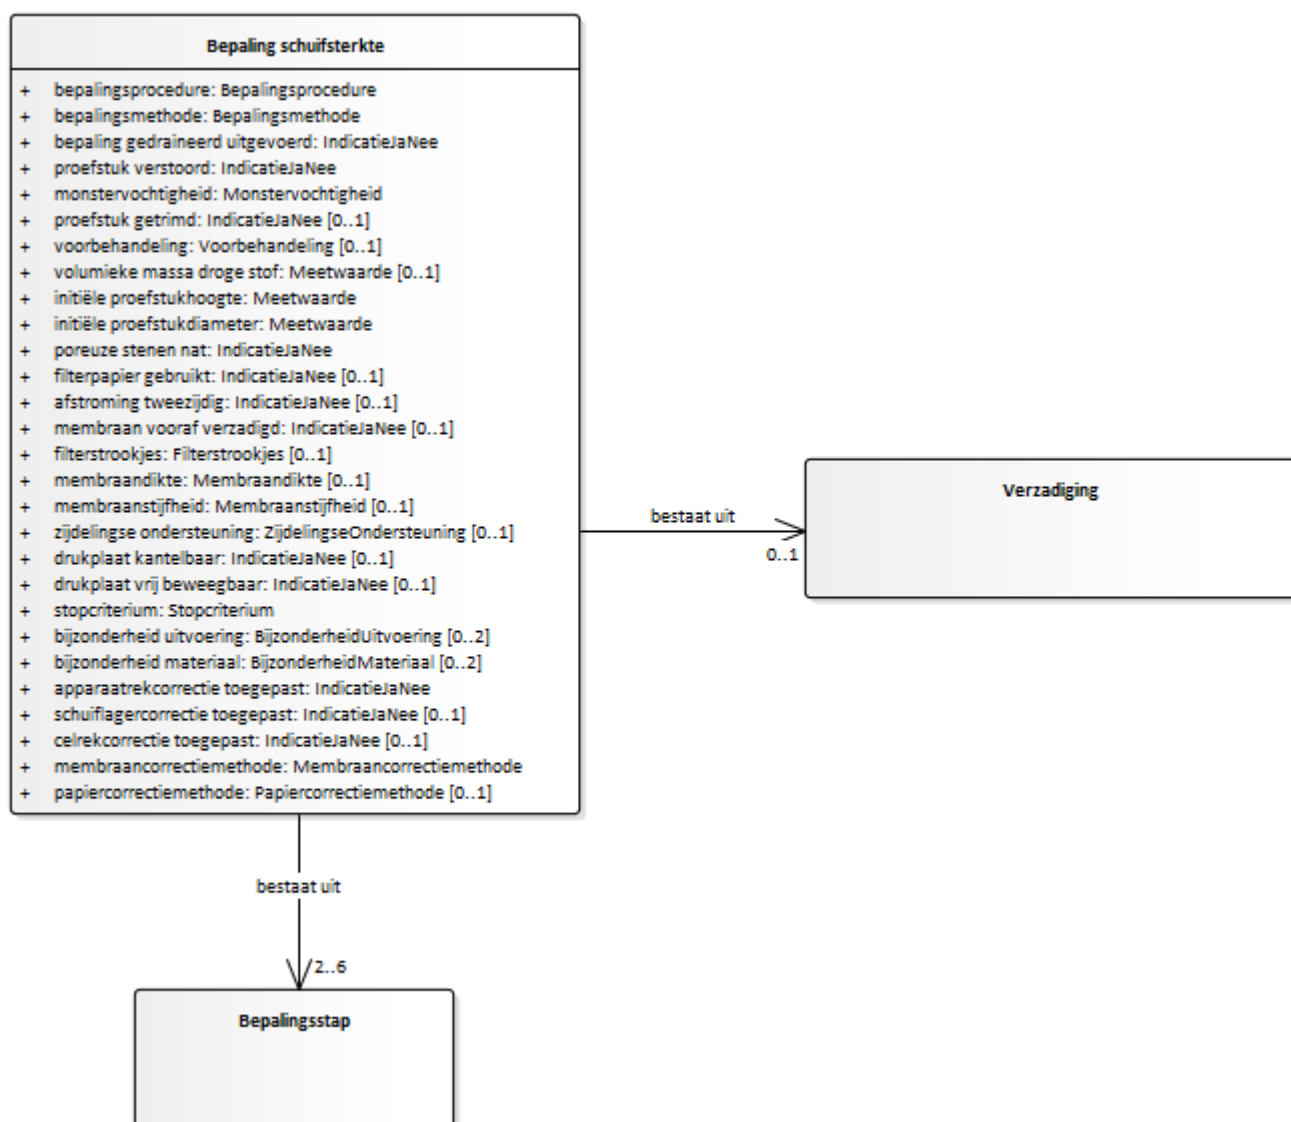 Bepaling schuifsterkte
+ bepalingsprocedure: Bepalingsprocedure
+ bepalingsmethode: Bepalingsmethode
+ bepaling gedraineerd uitgevoerd: IndicatieJaNee
+ proefstuk verstoord: IndicatieJaNee
+ monstervochtigheid: Monstervochtigheid
+ proefstuk getrimd: IndicatieJaNee [0..1]
+ voorbehandeling: Voorbehandeling [0..1]
+ volumieke massa droge stof: Meetwaarde [0..1]
+ initiële proefstukhoogte: Meetwaarde
+ initiële proefstukdiameter: Meetwaarde
+ poreuze stenen nat: IndicatieJaNee
+ filterpapier gebruikt: IndicatieJaNee [0..1]
+ afstroming tweezijdig: IndicatieJaNee [0..1]
+ membraan vooraf verzadigd: IndicatieJaNee [0..1]
+ filterstrookjes: Filterstrookjes [0..1]
+ membraandikte: Membraandikte [0..1]
+ membraanstijfheid: Membraanstijfheid [0..1]
+ zijdelingse ondersteuning: ZijdelingseOndersteuning [0..1]
+ drukplaat kantelbaar: IndicatieJaNee [0..1]
+ drukplaat vrij beweegbaar: IndicatieJaNee [0..1]
+ stopcriterium: Stopcriterium
+ bijzonderheid uitvoering: BijzonderheidUitvoering [0..2]
+ bijzonderheid materiaal: BijzonderheidMateriaal [0..2]
+ apparaatrekcorrectie toegepast: IndicatieJaNee
+ schuiflagercorrectie toegepast: IndicatieJaNee [0..1]
+ celrekcorrectie toegepast: IndicatieJaNee [0..1]
+ membraancorrectiemethode: Membraancorrectiemethode
+ papiercorrectiemethode: Papiercorrectiemethode [0..1]
bestaat uit
0..1
Verzadiging
bestaat uit
2..6
Bepalingsstap